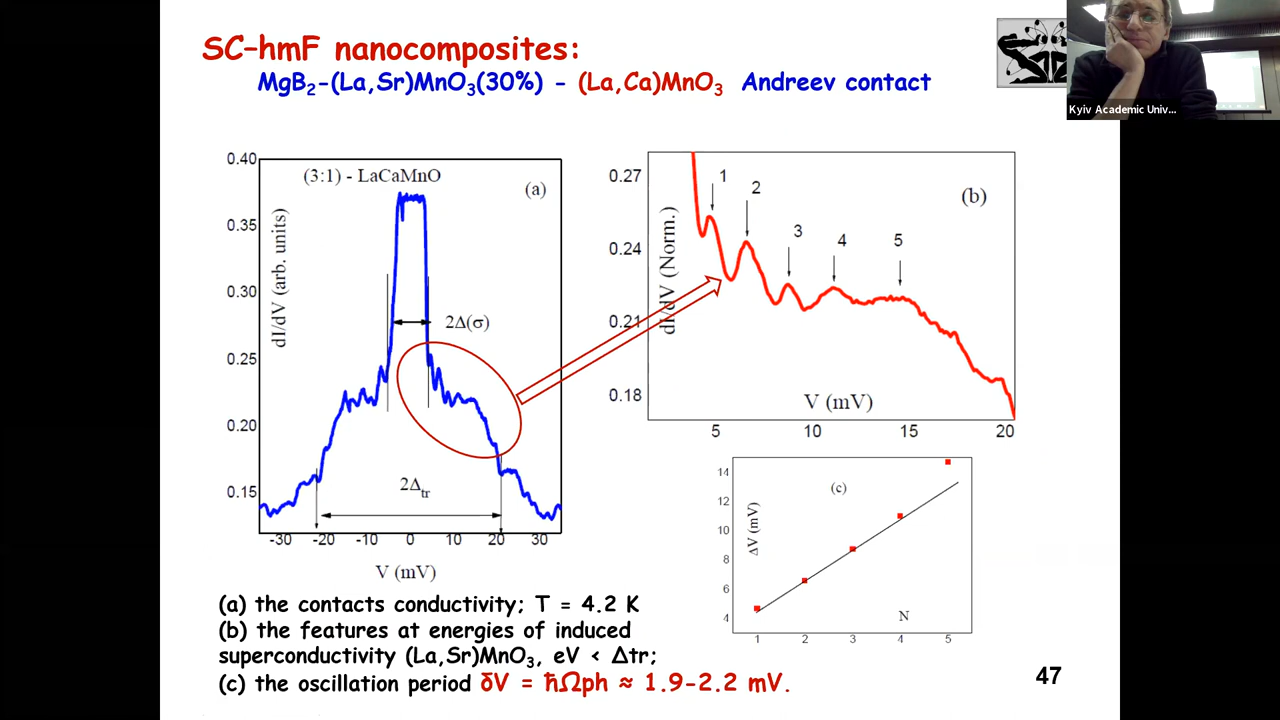 SC–hmF nanocomposites:
MgB₂-(La,Sr)MnO₃(30%) - (La,Ca)MnO₃ Andreev contact
Kyiv Academic Univ...
(3:1) - LaCaMnO
(a)
dI/dV (arb. units)
0.40
0.35
0.30
0.25
0.20
0.15
2Δ(σ)
2Δtr
-30 -20 -10 0 10 20 30
V (mV)
(b)
dI/dV (Norm.)
0.27
0.24
0.21
0.18
1
2
3
4
5
V (mV)
5 10 15 20
(c)
ΔV (mV)
14
12
10
8
6
4
N
1 2 3 4 5
(a) the contacts conductivity; T = 4.2 K
(b) the features at energies of induced
superconductivity (La,Sr)MnO₃, eV < Δtr;
(c) the oscillation period δV = ħΩph ≈ 1.9-2.2 mV.
47